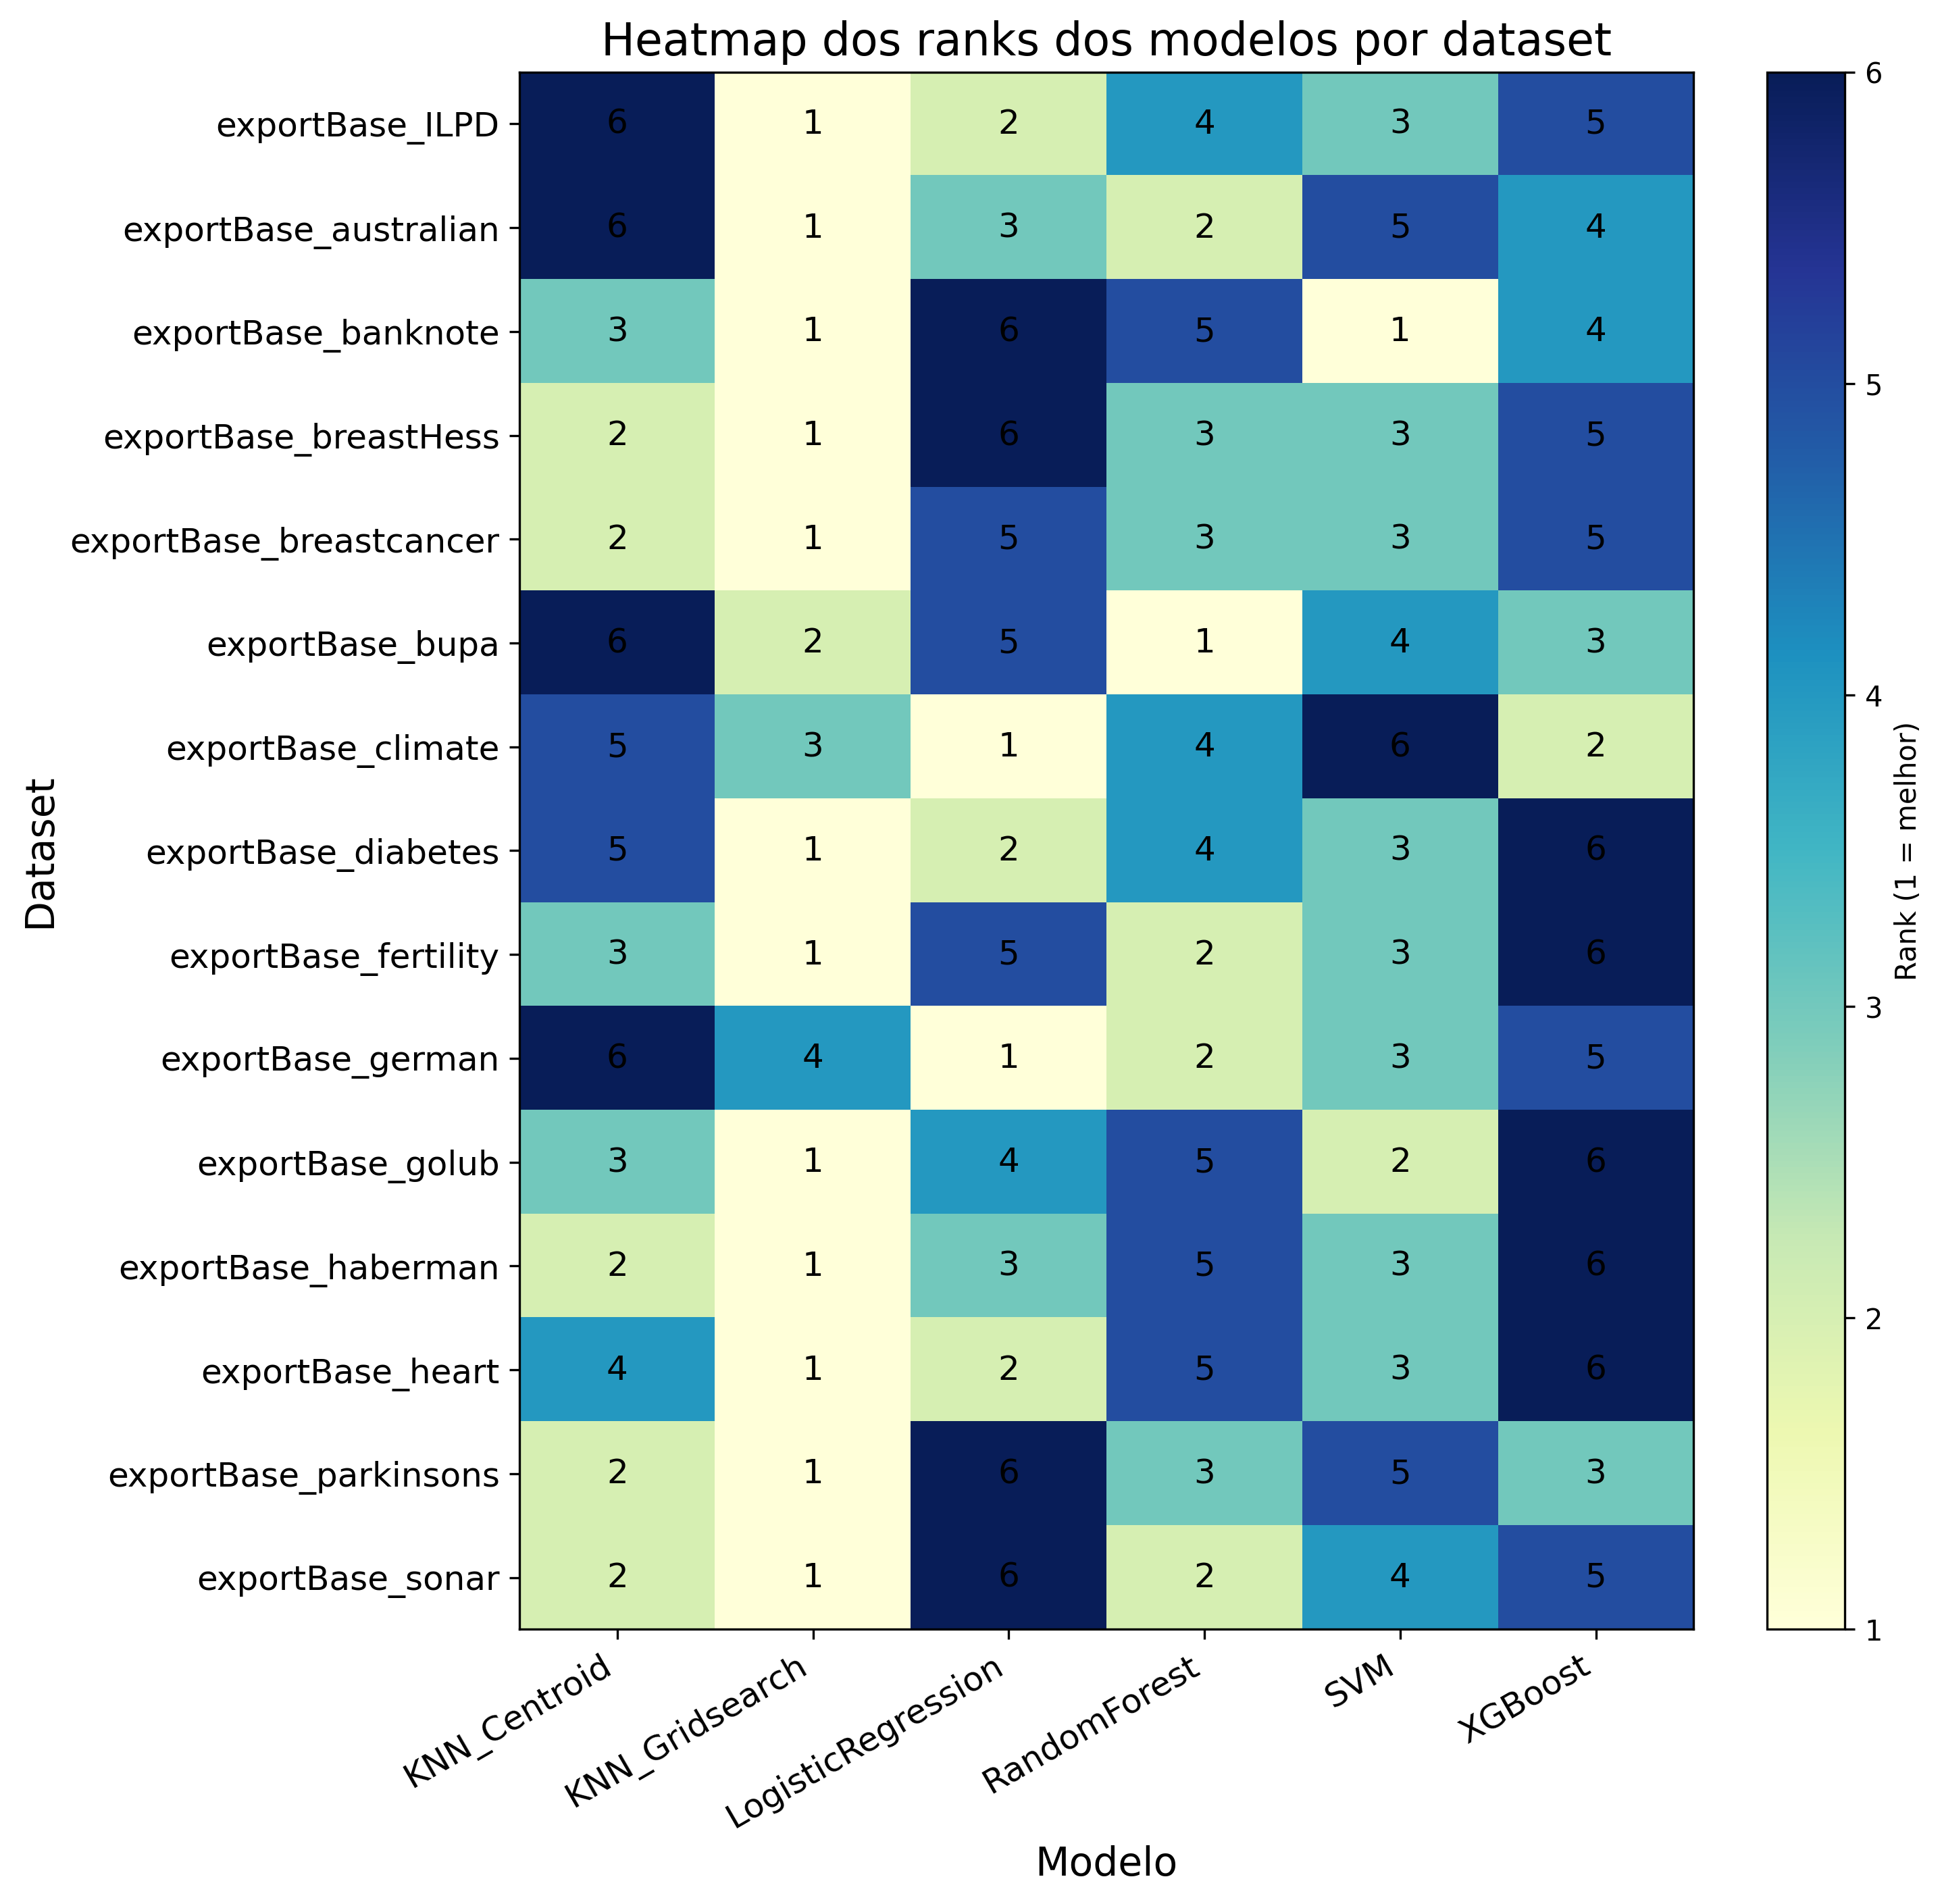 Heatmap dos ranks dos modelos por dataset
exportBase_ILPD 6 1 2 4 3 5
exportBase_australian 6 1 3 2 5 4
exportBase_banknote 3 1 6 5 1 4
exportBase_breastHess 2 1 6 3 3 5
exportBase_breastcancer 2 1 5 3 3 5
exportBase_bupa 6 2 5 1 4 3
exportBase_climate 5 3 1 4 6 2
exportBase_diabetes 5 1 2 4 3 6
exportBase_fertility 3 1 5 2 3 6
exportBase_german 6 4 1 2 3 5
exportBase_golub 3 1 4 5 2 6
exportBase_haberman 2 1 3 5 3 6
exportBase_heart 4 1 2 5 3 6
exportBase_parkinsons 2 1 6 3 5 3
exportBase_sonar 2 1 6 2 4 5
Dataset
KNN_Centroid KNN_Gridsearch LogisticRegression RandomForest SVM XGBoost
Modelo
6
5
4
3
2
1
Rank (1 = melhor)